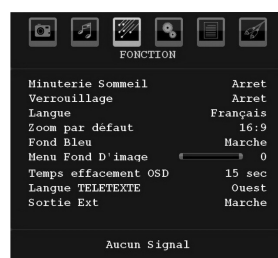 FONCTION
Minuterie Sommeil Arret
Verrouillage Arret
Langue Français
Zoom par défaut 16:9
Fond Bleu Marche
Menu Fond D'image 0
Temps effacement OSD 15 sec
Langue TELETEXTE Ouest
Sortie Ext Marche
Aucun Signal